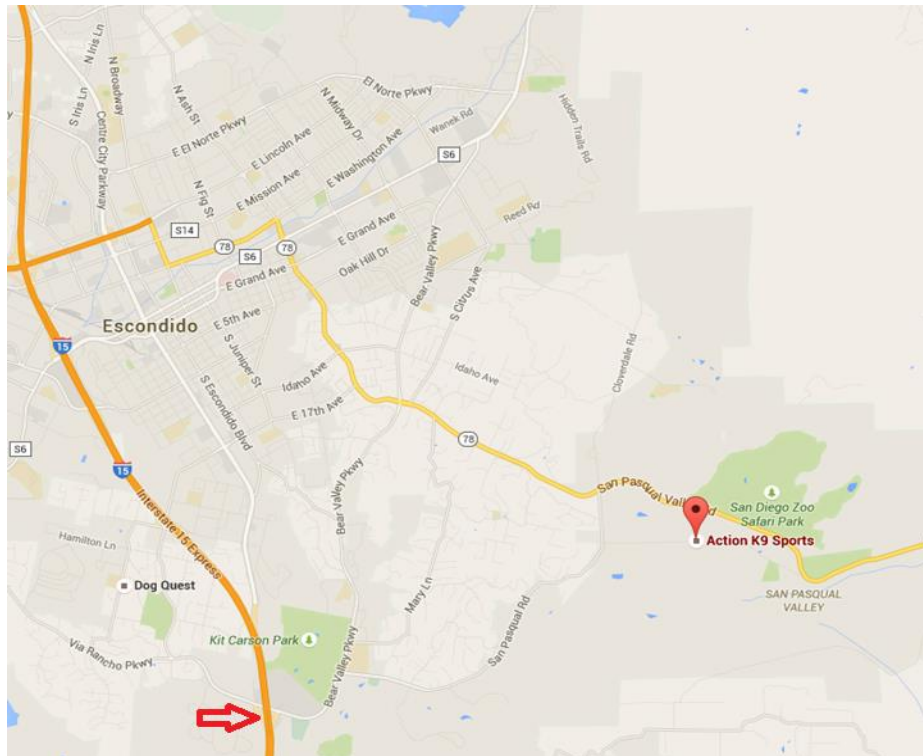 N Iris Ln
S Iris Ln
N Broadway
Centre City Parkway
N Ash St
N Midway Dr
El Norte Pkwy
Wanek Rd
Hidden Trails Rd
E El Norte Pkwy
E Lincoln Ave
E Washington Ave
S6
N Fig St
E Mission Ave
S14
78
S6
78
E Grand Ave
Reed Rd
Oak Hill Dr
Bear Valley Pkwy
S Citrus Ave
E Grand Ave
Escondido
E 5th Ave
15
S Juniper St
Idaho Ave
Idaho Ave
Cloverdale Rd
S Escondido Blvd
E 17th Ave
78
S6
15
Interstate 15 Express
Bear Valley Pkwy
San Pasqual Valley Rd
San Diego Zoo
Safari Park
Action K9 Sports
Hamilton Ln
Dog Quest
Mary Ln
SAN PASQUAL
VALLEY
San Pasqual Rd
Kit Carson Park
Via Rancho Pkwy
Bear Valley Pkwy